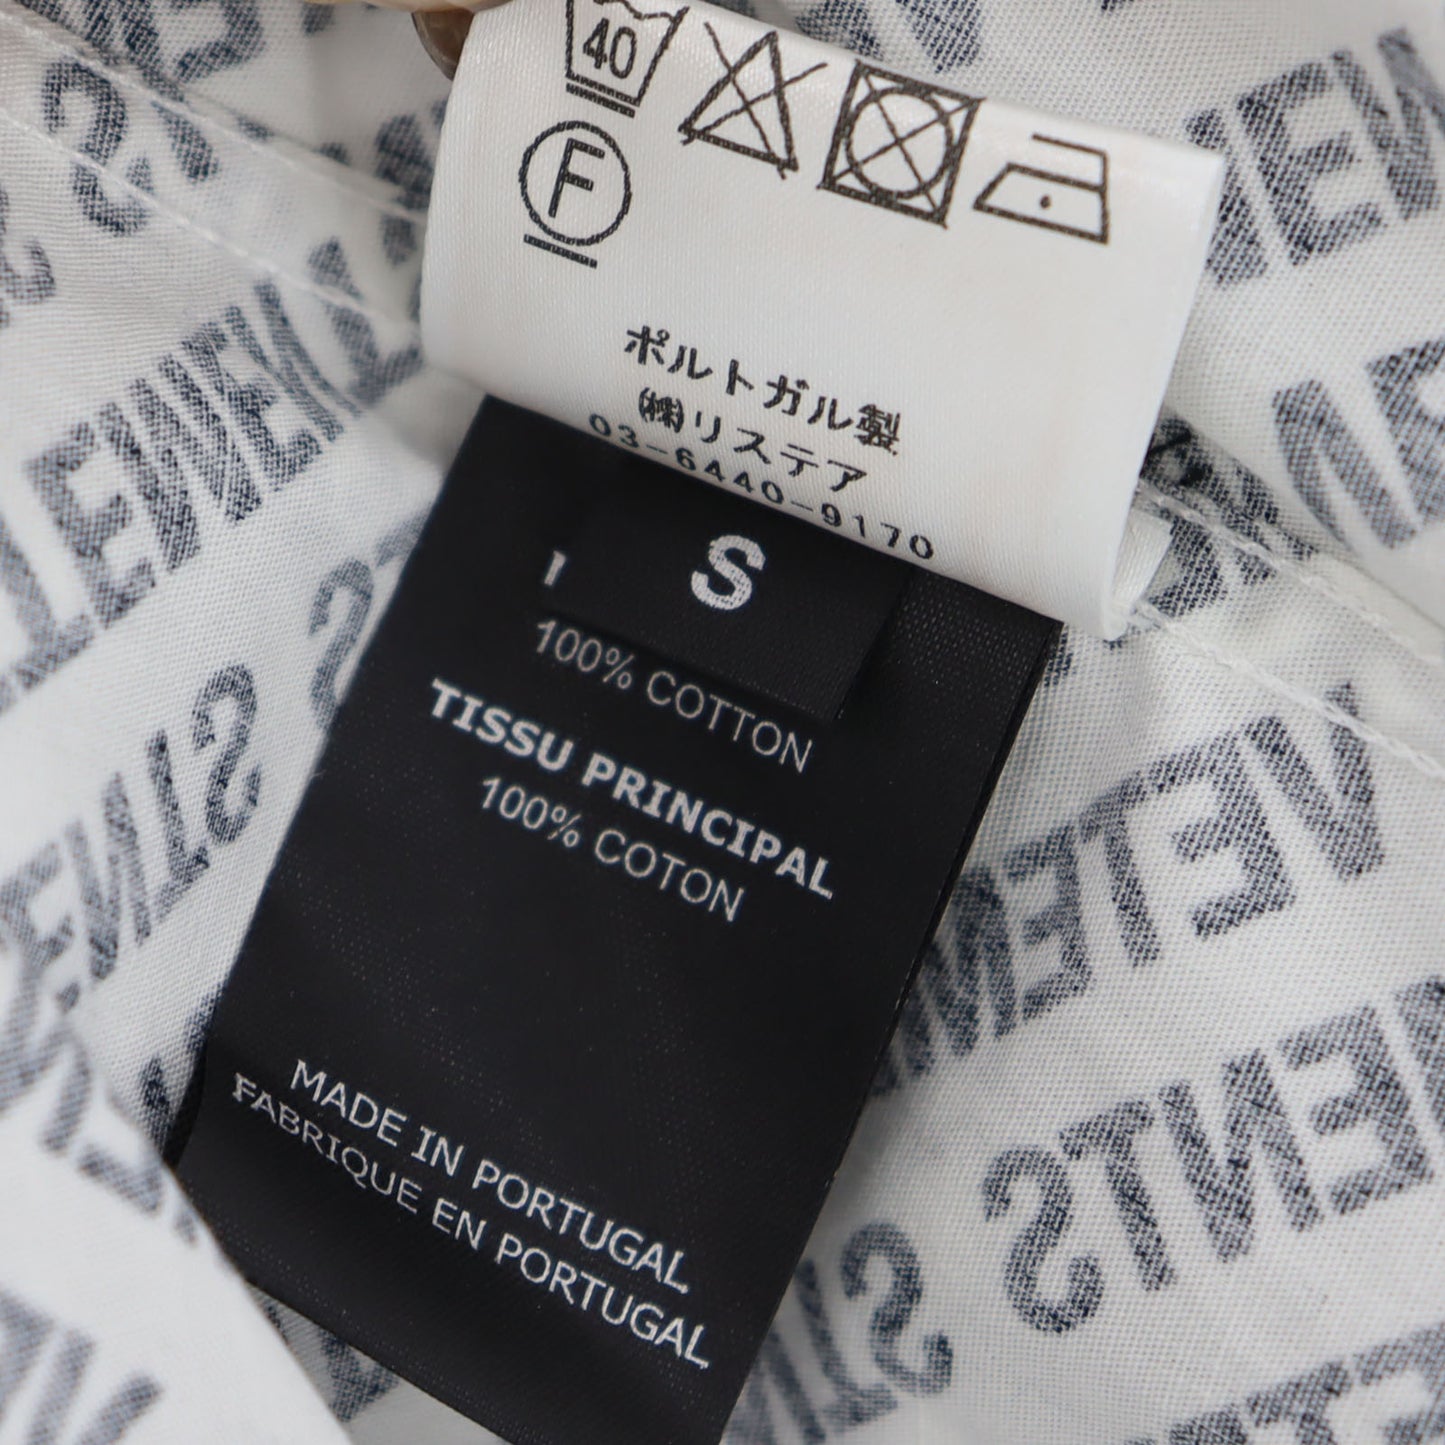 40
F
ポルトガル製
㈱リステア
03-6440-9170
S
100% COTTON
TISSU PRINCIPAL
100% COTON
MADE IN PORTUGAL
FABRIQUE EN PORTUGAL
VETEMENTS